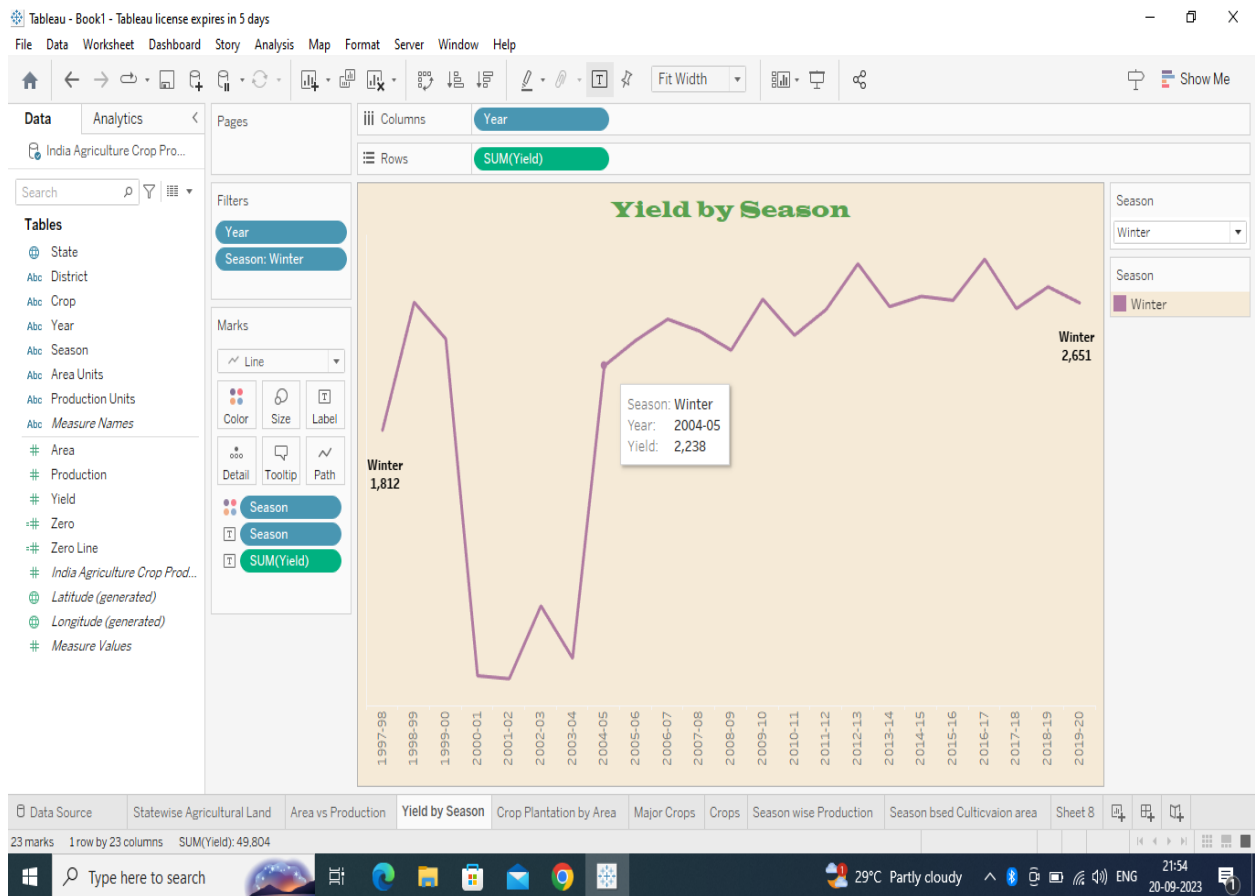 Tableau - Book1 - Tableau license expires in 5 days
File Data Worksheet Dashboard Story Analysis Map Format Server Window Help
Fit Width
Show Me
Data Analytics
India Agriculture Crop Pro...
Search
Tables
State
Abc District
Abc Crop
Abc Year
Abc Season
Abc Area Units
Abc Production Units
Abc Measure Names
# Area
# Production
# Yield
=# Zero
=# Zero Line
# India Agriculture Crop Prod...
Latitude (generated)
Longitude (generated)
# Measure Values
Pages
Filters
Year
Season: Winter
Marks
Line
Color Size Label
Detail Tooltip Path
Season
Season
SUM(Yield)
Columns Year
Rows SUM(Yield)
Yield by Season
Winter
1,812
Season: Winter
Year: 2004-05
Yield: 2,238
Winter
2,651
1997-98
1998-99
1999-00
2000-01
2001-02
2002-03
2003-04
2004-05
2005-06
2006-07
2007-08
2008-09
2009-10
2010-11
2011-12
2012-13
2013-14
2014-15
2015-16
2016-17
2017-18
2018-19
2019-20
Season
Winter
Season
Winter
Data Source Statewise Agricultural Land Area vs Production Yield by Season Crop Plantation by Area Major Crops Crops Season wise Production Season bsed Culticvaion area Sheet 8
23 marks 1 row by 23 columns SUM(Yield): 49,804
Type here to search
29°C Partly cloudy
ENG
21:54
20-09-2023
1